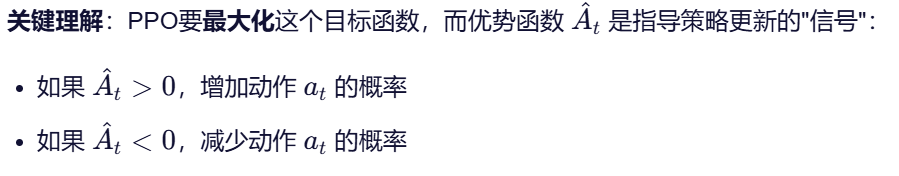 关键理解：PPO要最大化这个目标函数，而优势函数 Â_t 是指导策略更新的"信号"：
• 如果 Â_t > 0，增加动作 a_t 的概率
• 如果 Â_t < 0，减少动作 a_t 的概率